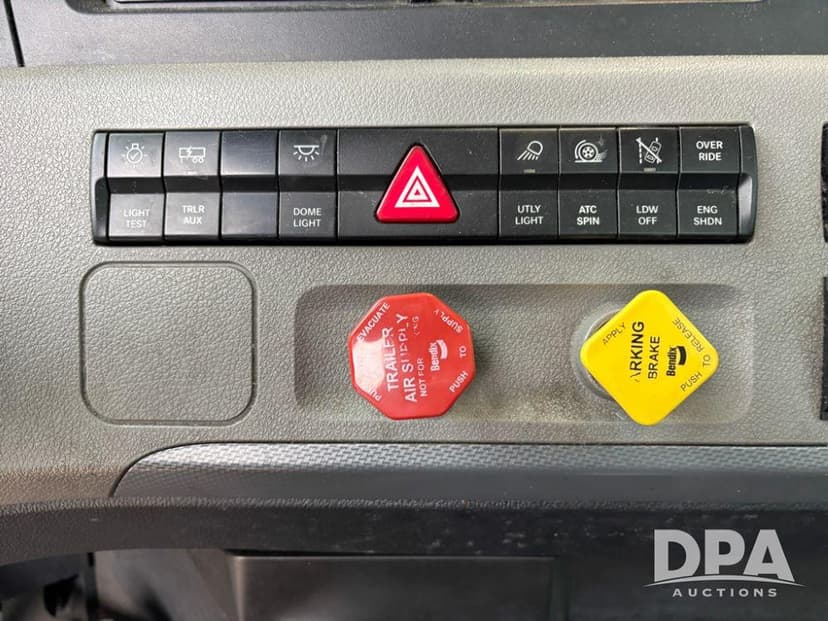 LIGHT
TEST
TRLR
AUX
DOME
LIGHT
UTLY
LIGHT
ATC
SPIN
LDW
OFF
OVER
RIDE
ENG
SHDN
EVACUATE
TRAILER
AIR SUPPLY
NOT FOR
Bendix
PUSH TO SUPPLY
APPLY
ARKING
BRAKE
Bendix
PUSH TO RELEASE
DPA
AUCTIONS